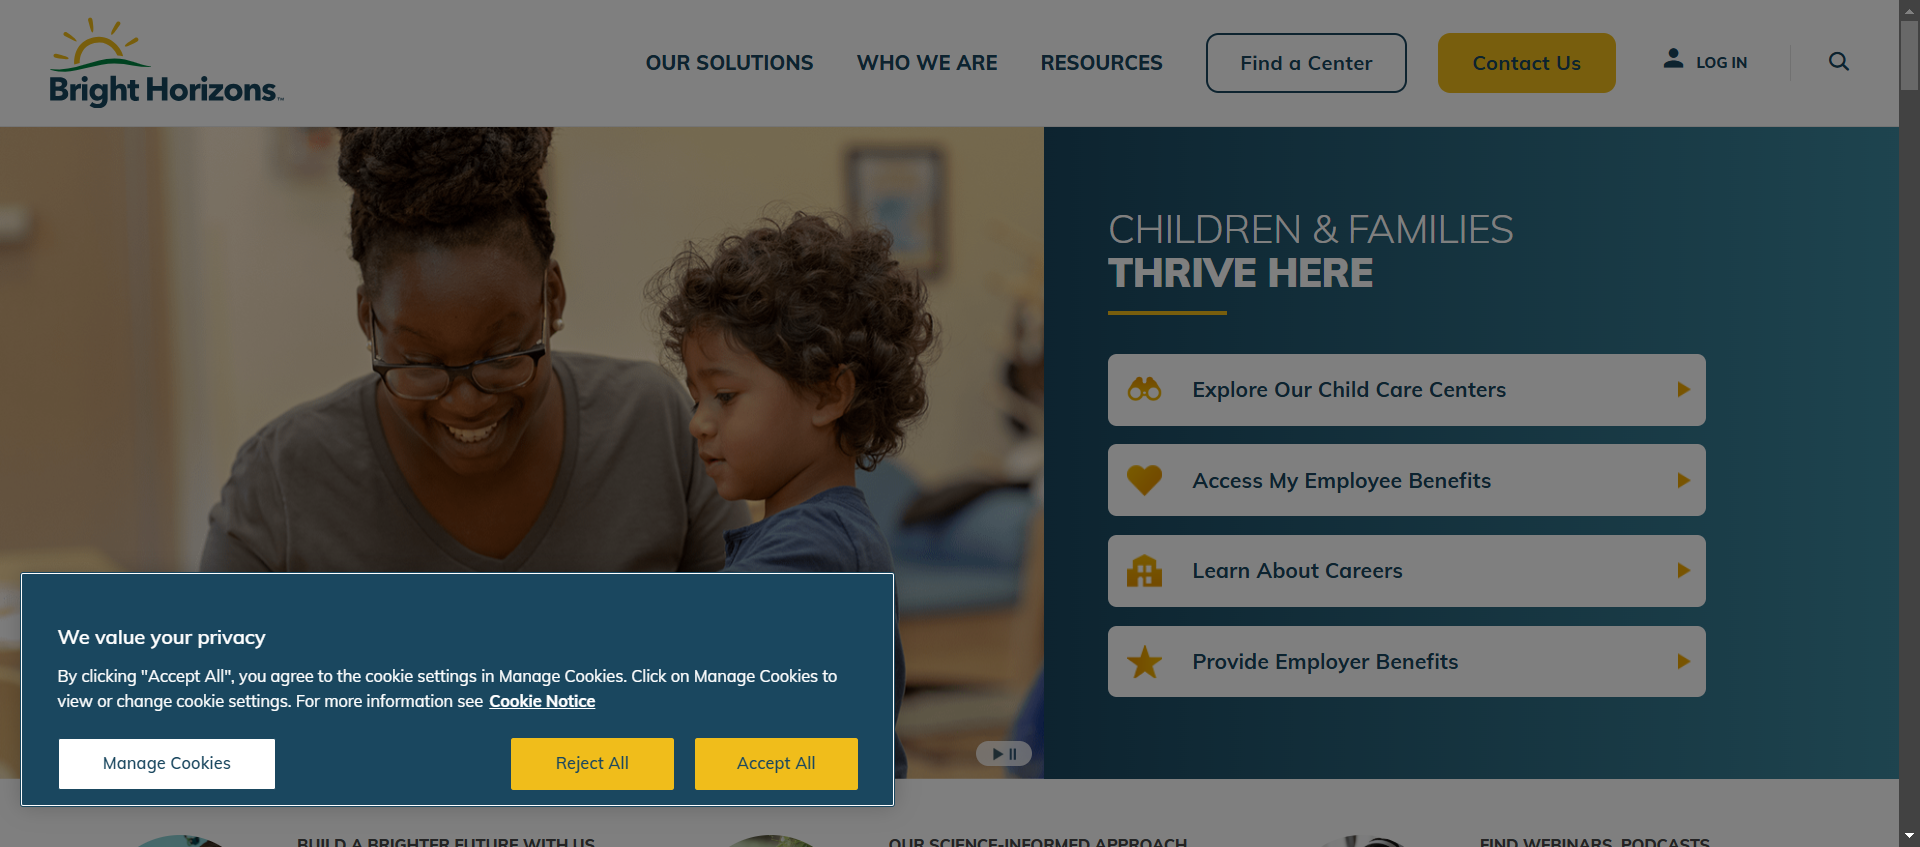 Bright Horizons™
OUR SOLUTIONS
WHO WE ARE
RESOURCES
Find a Center
Contact Us
LOG IN
CHILDREN & FAMILIES
THRIVE HERE
Explore Our Child Care Centers
Access My Employee Benefits
Learn About Careers
Provide Employer Benefits
We value your privacy
By clicking "Accept All", you agree to the cookie settings in Manage Cookies. Click on Manage Cookies to
view or change cookie settings. For more information see Cookie Notice
Manage Cookies
Reject All
Accept All
BUILD A BRIGHTER FUTURE WITH US
OUR SCIENCE-INFORMED APPROACH
FIND WEBINARS, PODCASTS